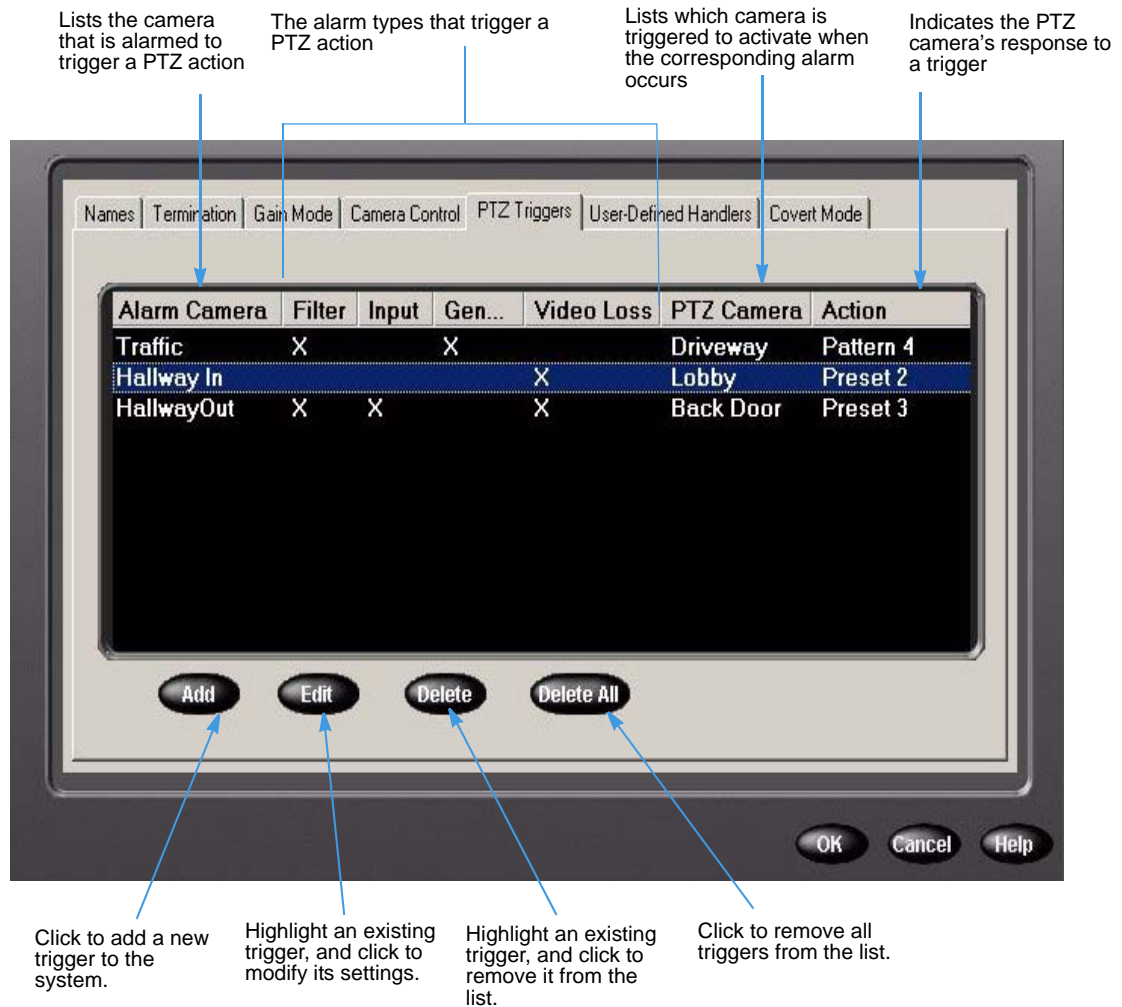 Lists the camera
that is alarmed to
trigger a PTZ action
The alarm types that trigger a
PTZ action
Lists which camera is
triggered to activate when
the corresponding alarm
occurs
Indicates the PTZ
camera's response to
a trigger
Names Termination Gain Mode Camera Control PTZ Triggers User-Defined Handlers Covert Mode
Alarm Camera Filter Input Gen... Video Loss PTZ Camera Action
Traffic X X Driveway Pattern 4
Hallway In X Lobby Preset 2
HallwayOut X X X Back Door Preset 3
Add Edit Delete Delete All
OK Cancel Help
Click to add a new
trigger to the
system.
Highlight an existing
trigger, and click to
modify its settings.
Highlight an existing
trigger, and click to
remove it from the
list.
Click to remove all
triggers from the list.